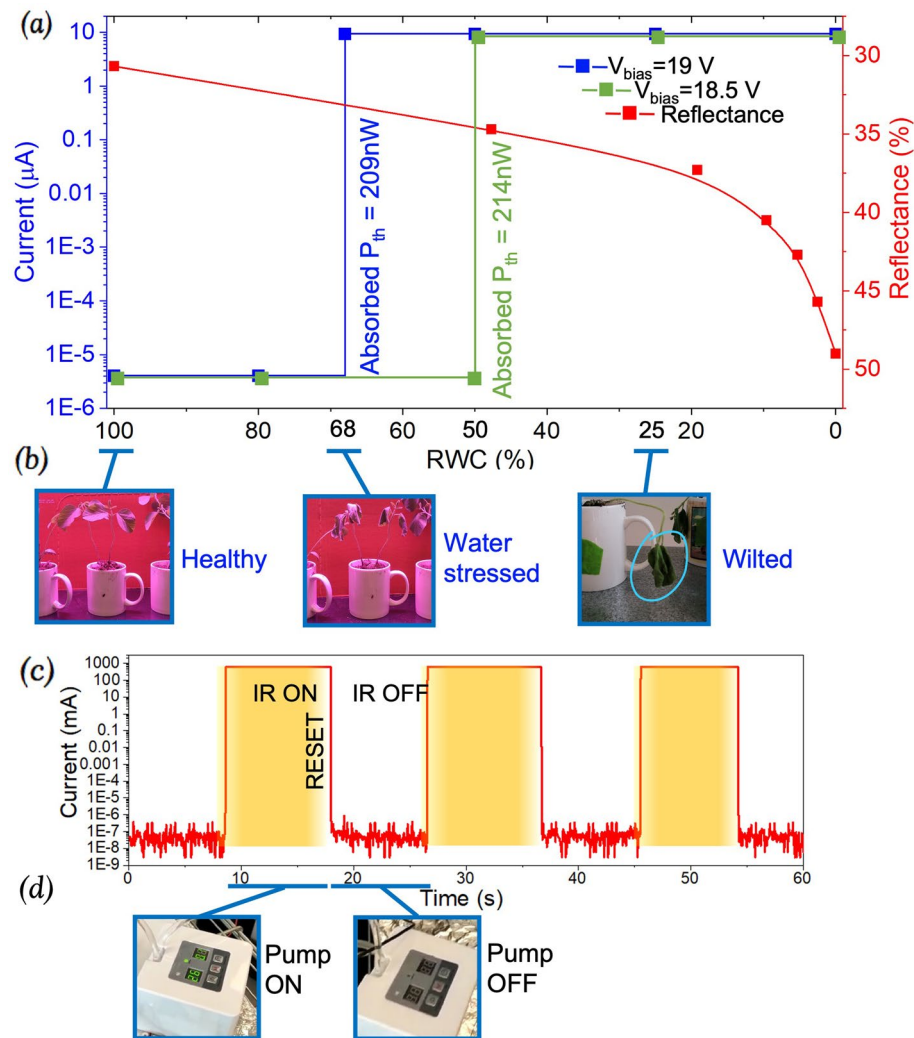 (a)
10
1
0.1
0.01
1E-3
1E-4
1E-5
1E-6
Current (μA)
V_bias=19 V
V_bias=18.5 V
Reflectance
Absorbed P_th = 209nW
Absorbed P_th = 214nW
30
35
40
45
50
Reflectance (%)
100 80 68 60 50 40 25 20 0
RWC (%)
(b)
Healthy
Water
stressed
Wilted
(c)
1000
100
10
1
0.1
0.01
0.001
1E-4
1E-5
1E-6
1E-7
1E-8
1E-9
Current (mA)
IR ON
IR OFF
RESET
0 10 20 30 40 50 60
Time (s)
(d)
Pump
ON
Pump
OFF